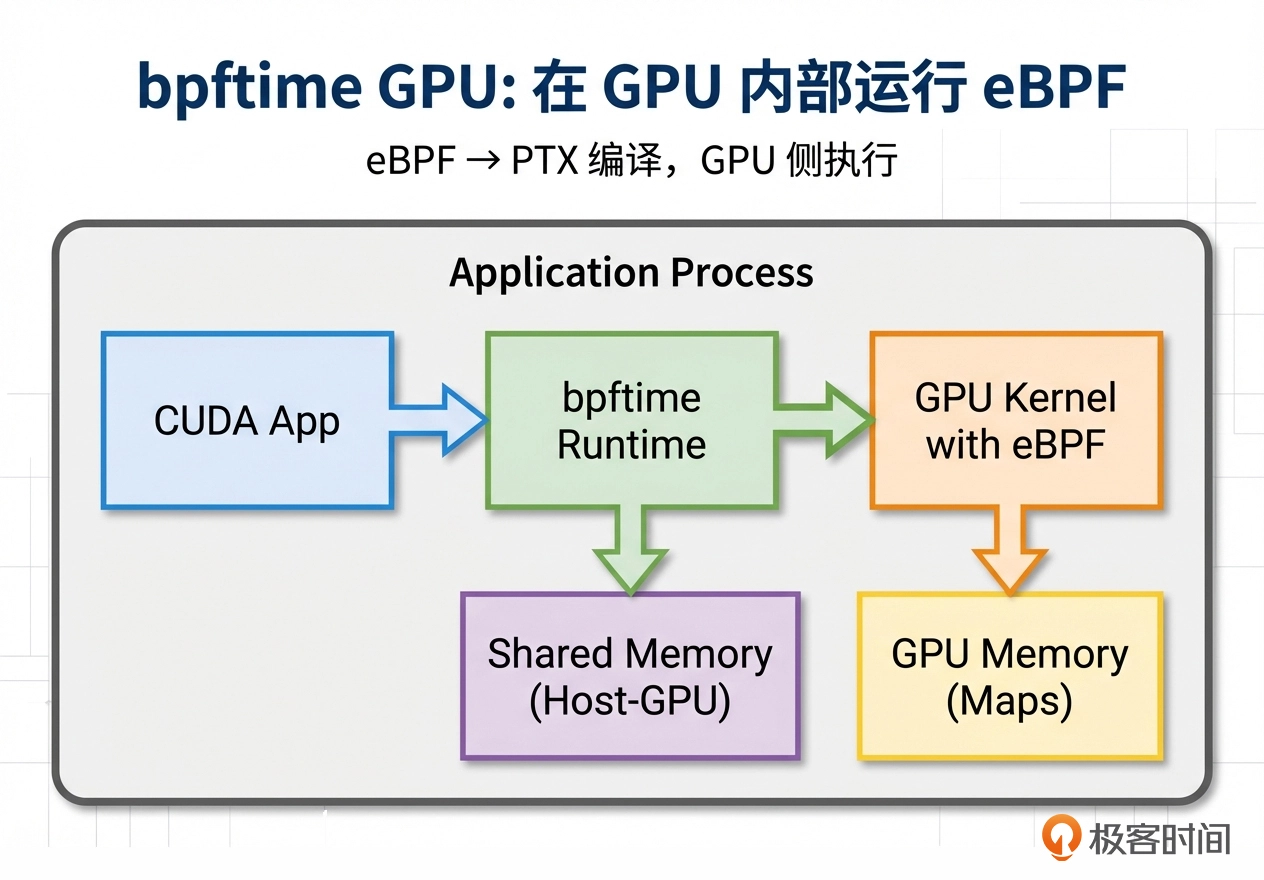 bpftime GPU: 在 GPU 内部运行 eBPF
eBPF → PTX 编译，GPU 侧执行
Application Process
CUDA App
bpftime
Runtime
GPU Kernel
with eBPF
Shared Memory
(Host-GPU)
GPU Memory
(Maps)
极客时间